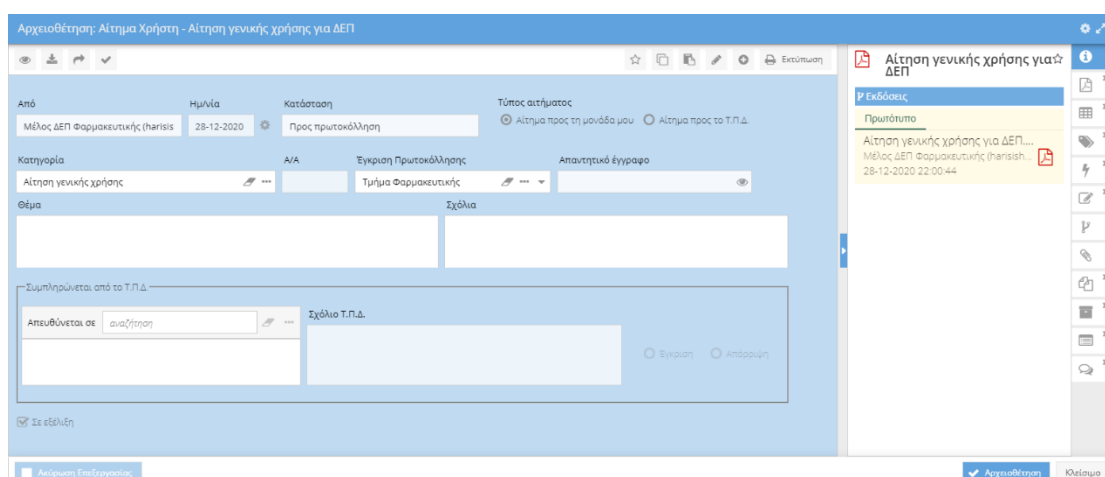 Αρχειοθέτηση: Αίτημα Χρήστη - Αίτηση γενικής χρήσης για ΔΕΠ
Εκτύπωση
Αίτηση γενικής χρήσης για ΔΕΠ
Εκδόσεις
Πρωτότυπο
Αίτηση γενικής χρήσης για ΔΕΠ....
Μέλος ΔΕΠ Φαρμακευτικής (harish...
28-12-2020 22:00:44
Από Ημ/νία Κατάσταση Τύπος αιτήματος
Μέλος ΔΕΠ Φαρμακευτικής (harisis 28-12-2020 Προς πρωτοκόλληση Αίτημα προς τη μονάδα μου Αίτημα προς το Τ.Π.Δ.
Κατηγορία Α/Α Έγκριση Πρωτοκόλλησης Απαντητικό έγγραφο
Αίτηση γενικής χρήσης Τμήμα Φαρμακευτικής
Θέμα Σχόλια
Συμπληρώνεται από το Τ.Π.Δ.
Απευθύνεται σε αναζήτηση Σχόλιο Τ.Π.Δ.
Έγκριση Απόρριψη
Σε εξέλιξη
Ακύρωση Επεξεργασίας Αρχειοθέτηση Κλείσιμο